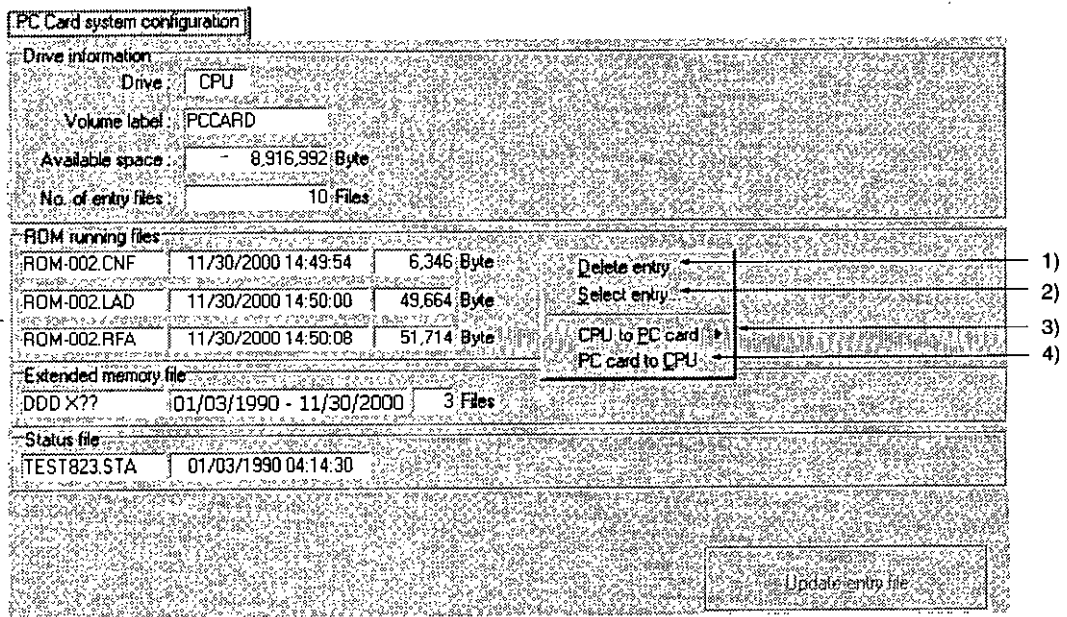 PC Card system configuration
Drive information
Drive : CPU
Volume label : PCCARD
Available space : 8,916,992 Byte
No. of entry files : 10 Files
ROM running files
ROM-002.CNF 11/30/2000 14:49:54 6,346 Byte
ROM-002.LAD 11/30/2000 14:50:00 49,664 Byte
ROM-002.RFA 11/30/2000 14:50:08 51,714 Byte
Delete entry... 1)
Select entry... 2)
CPU to PC card 3)
PC card to CPU 4)
Extended memory file
DDD X?? 01/03/1990 - 11/30/2000 3 Files
Status file
TEST823.STA 01/03/1990 04:14:30
Update entry file